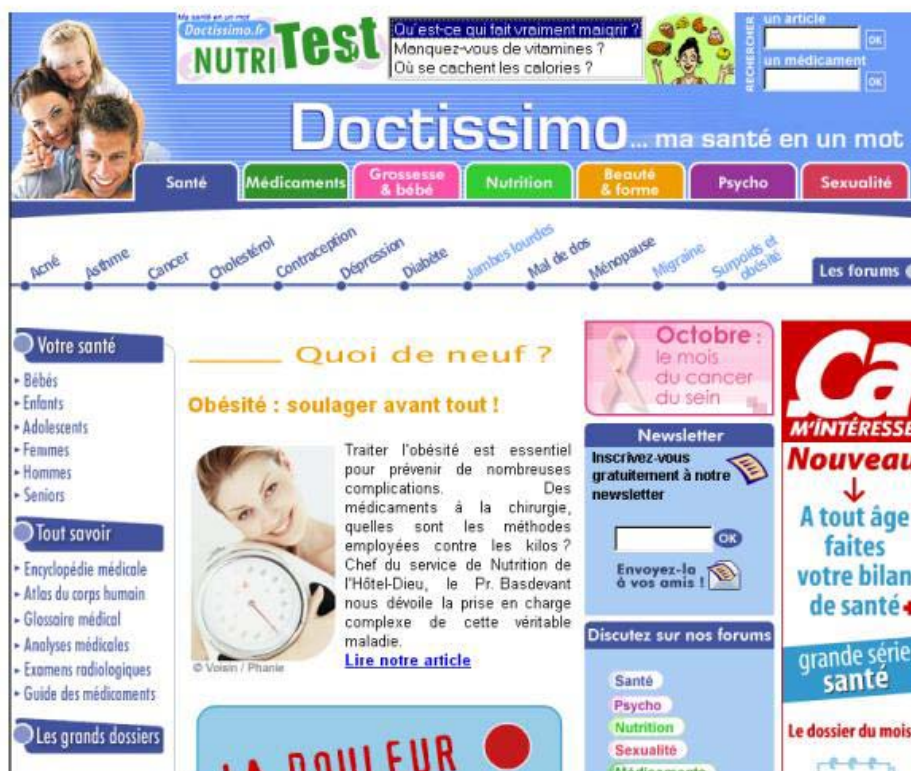 Ma santé en un mot
Doctissimo.fr
NUTRI Test
Qu'est-ce qui fait vraiment maigrir ?
Manquez-vous de vitamines ?
Où se cachent les calories ?
RECHERCHER
un article
OK
un médicament
OK
Doctissimo... ma santé en un mot
Santé
Médicaments
Grossesse & bébé
Nutrition
Beauté & forme
Psycho
Sexualité
Acné
Asthme
Cancer
Cholestérol
Contraception
Dépression
Diabète
Jambes lourdes
Mal de dos
Ménopause
Migraine
Surpoids et obésité
Les forums
Votre santé
Bébés
Enfants
Adolescents
Femmes
Hommes
Seniors
Tout savoir
Encyclopédie médicale
Atlas du corps humain
Glossaire médical
Analyses médicales
Examens radiologiques
Guide des médicaments
Les grands dossiers
Quoi de neuf ?
Obésité : soulager avant tout !
Traiter l'obésité est essentiel
pour prévenir de nombreuses
complications. Des
médicaments à la chirurgie,
quelles sont les méthodes
employées contre les kilos ?
Chef du service de Nutrition de
l'Hôtel-Dieu, le Pr. Basdevant
nous dévoile la prise en charge
complexe de cette véritable
maladie.
Lire notre article
© Voisin / Phanie
LA DOULEUR
Octobre :
le mois
du cancer
du sein
Newsletter
Inscrivez-vous
gratuitement à notre
newsletter
OK
Envoyez-la
à vos amis !
Discutez sur nos forums
Santé
Psycho
Nutrition
Sexualité
Médicaments
Ça
M'INTÉRESSE
Nouveau
A tout âge
faites
votre bilan
de santé+
grande série
santé
Le dossier du mois